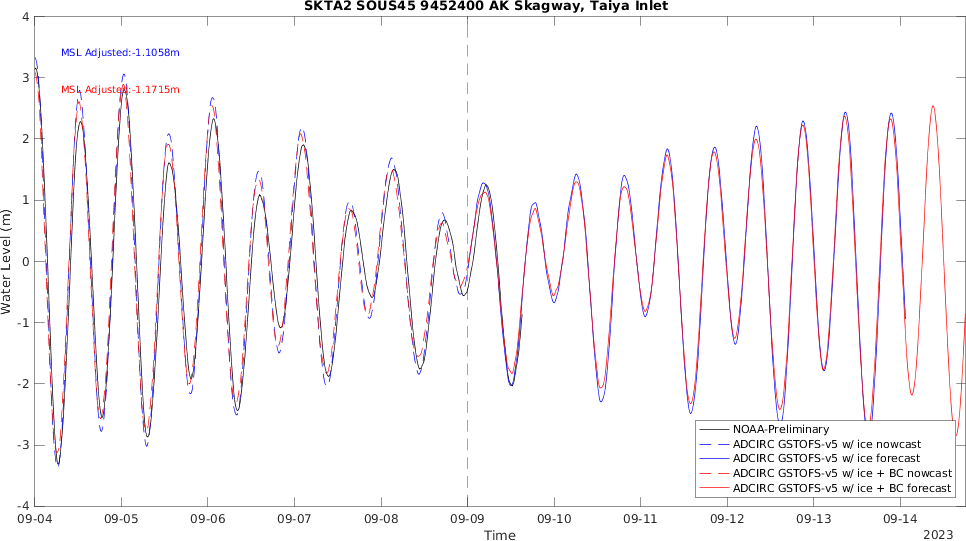 SKTA2 SOUS45 9452400 AK Skagway, Taiya Inlet
4
3
2
1
0
-1
-2
-3
-4
Water Level (m)
MSL Adjusted:-1.1058m
MSL Adjusted:-1.1715m
NOAA-Preliminary
ADCIRC GSTOFS-v5 w/ ice nowcast
ADCIRC GSTOFS-v5 w/ ice forecast
ADCIRC GSTOFS-v5 w/ ice + BC nowcast
ADCIRC GSTOFS-v5 w/ ice + BC forecast
09-04 09-05 09-06 09-07 09-08 09-09 09-10 09-11 09-12 09-13 09-14
Time
2023